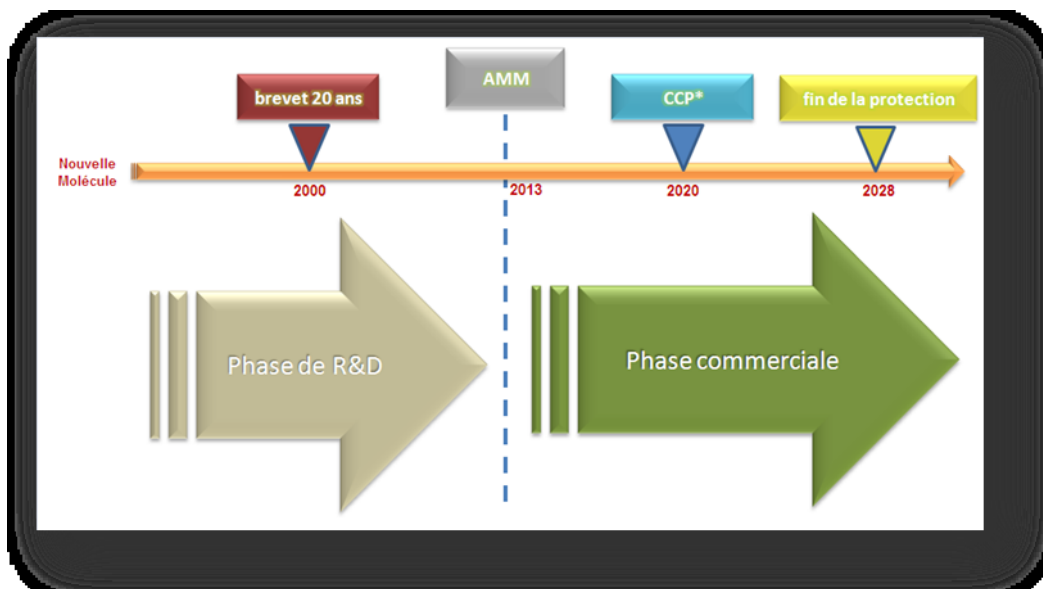 brevet 20 ans
AMM
CCP*
fin de la protection
Nouvelle
Molécule
2000
2013
2020
2028
Phase de R&D
Phase commerciale